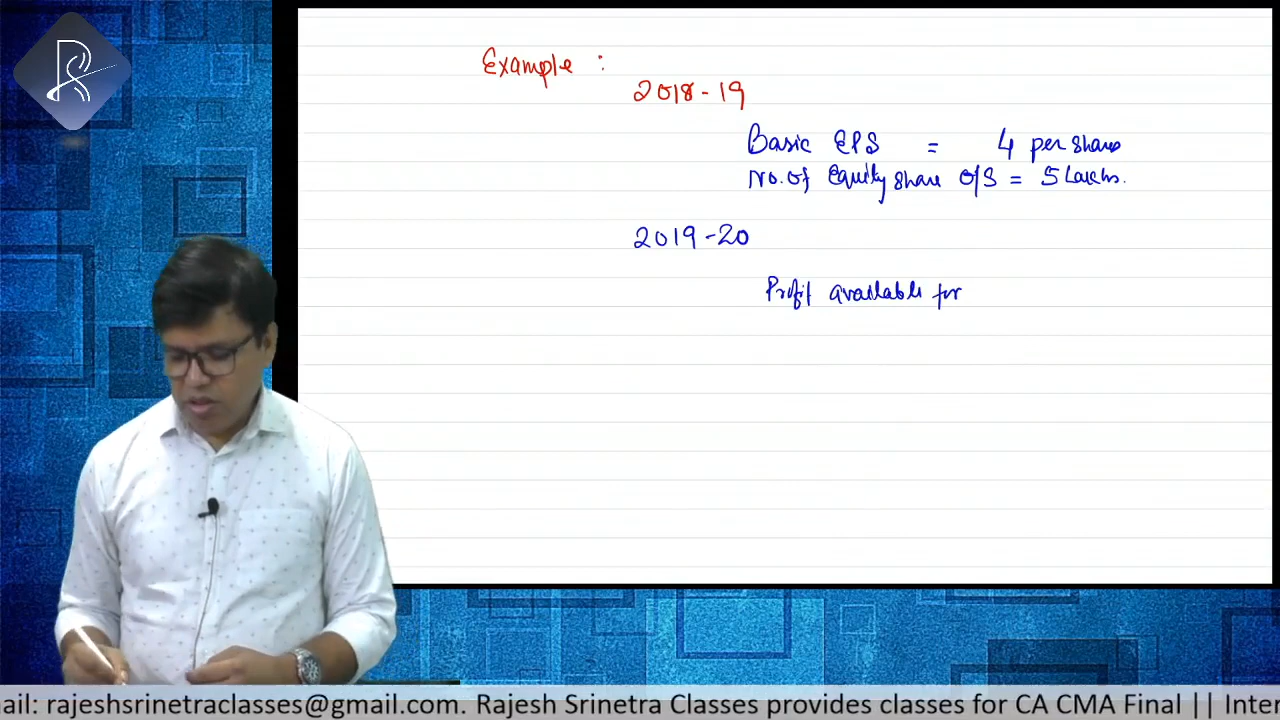 RS
Example :
2018-19
Basic EPS = 4 per share
No. of Equity share O/S = 5 Lakhs.
2019-20
Profit available for
ail: rajeshsrinetraclasses@gmail.com. Rajesh Srinetra Classes provides classes for CA CMA Final || Inter